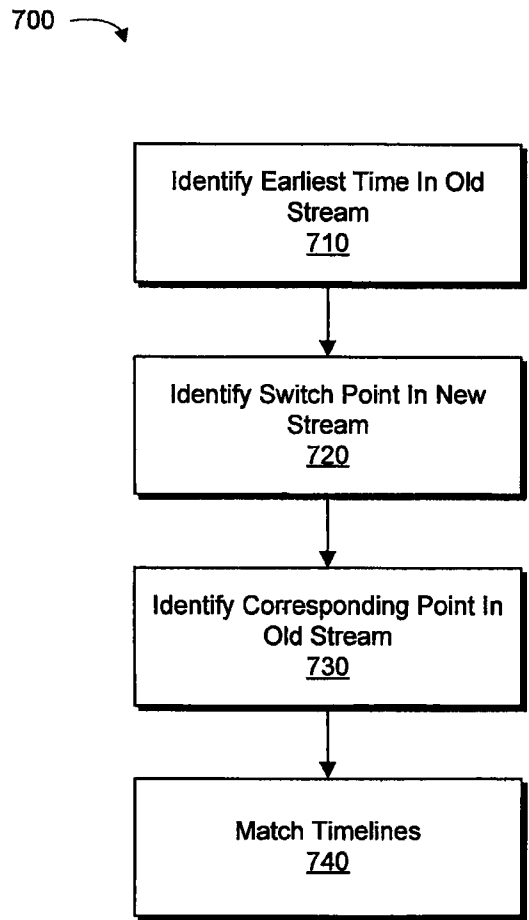 700
Identify Earliest Time In Old
Stream
710
Identify Switch Point In New
Stream
720
Identify Corresponding Point In
Old Stream
730
Match Timelines
740